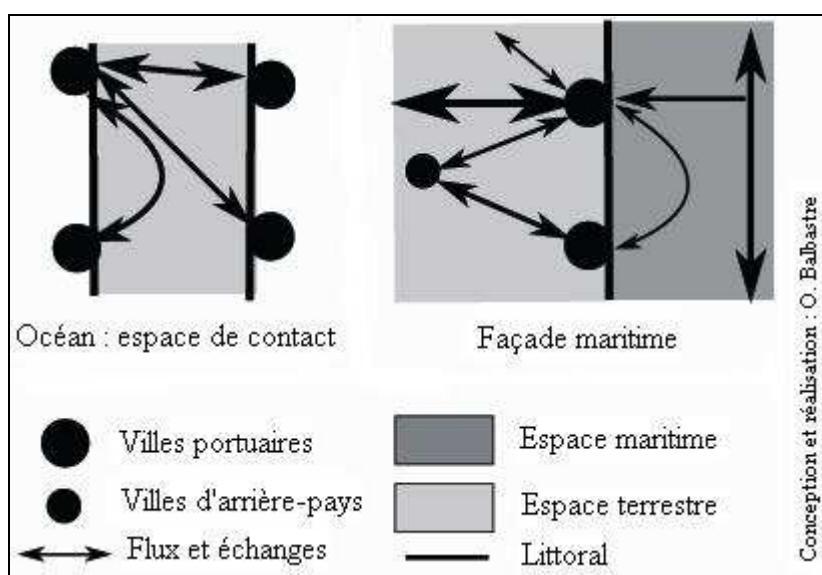 Océan : espace de contact
Façade maritime
Villes portuaires
Espace maritime
Villes d'arrière-pays
Espace terrestre
Flux et échanges
Littoral
Conception et réalisation : O. Balbastre